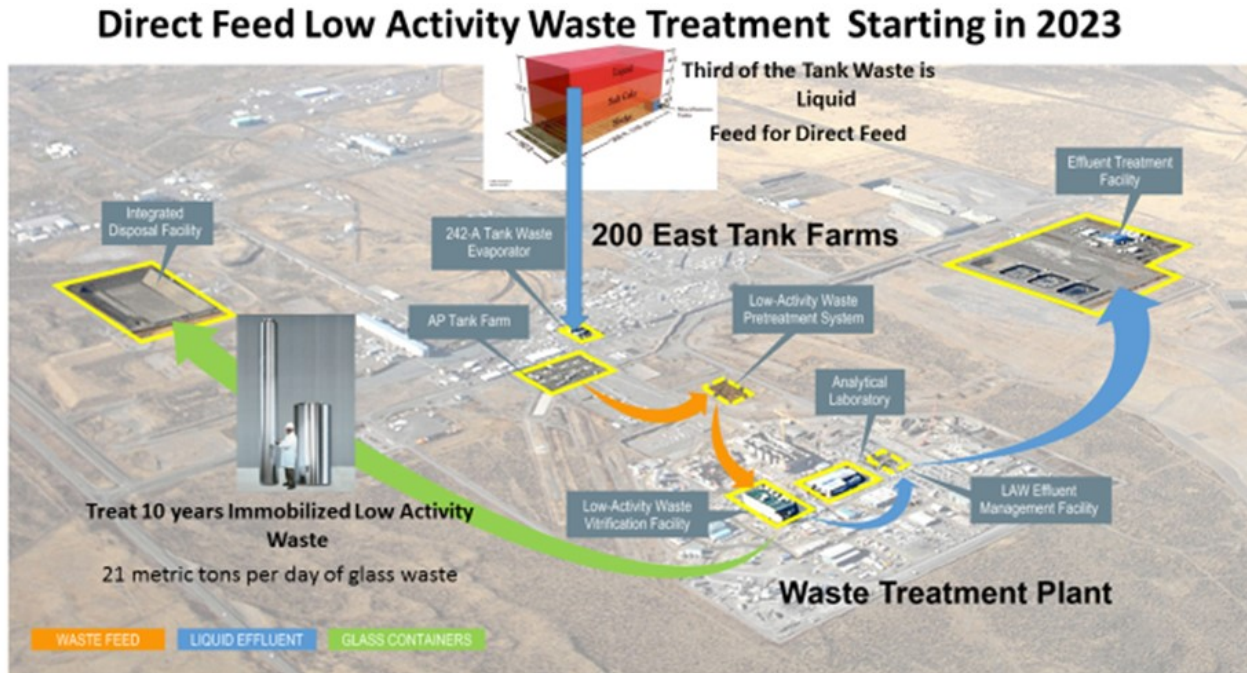 Direct Feed Low Activity Waste Treatment Starting in 2023
Liquid
Salt Cake
Sludge
Third of the Tank Waste is
Liquid
Feed for Direct Feed
Effluent Treatment
Facility
Integrated
Disposal Facility
242-A Tank Waste
Evaporator
200 East Tank Farms
AP Tank Farm
Low-Activity Waste
Pretreatment System
Analytical
Laboratory
Treat 10 years Immobilized Low Activity
Waste
21 metric tons per day of glass waste
Low-Activity Waste
Vitrification Facility
LAW Effluent
Management Facility
Waste Treatment Plant
WASTE FEED
LIQUID EFFLUENT
GLASS CONTAINERS